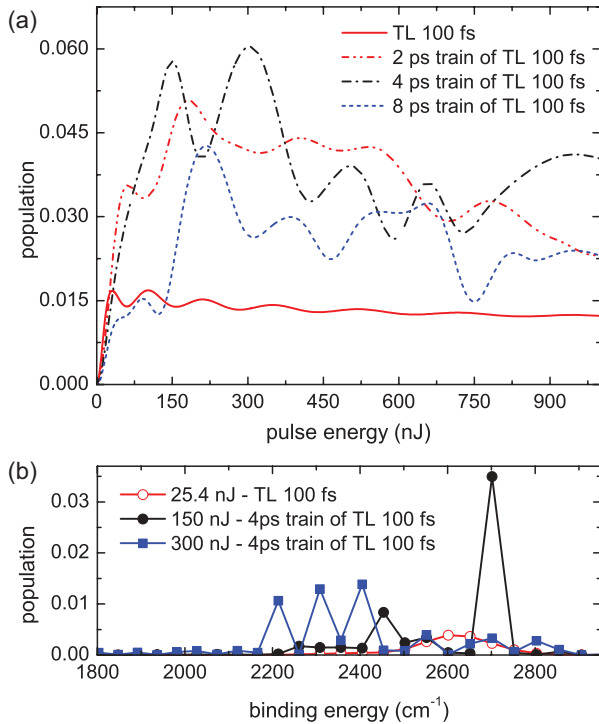 (a)
TL 100 fs
2 ps train of TL 100 fs
4 ps train of TL 100 fs
8 ps train of TL 100 fs
0.060
0.045
0.030
0.015
0.000
population
0 150 300 450 600 750 900
pulse energy (nJ)
(b)
25.4 nJ - TL 100 fs
150 nJ - 4ps train of TL 100 fs
300 nJ - 4ps train of TL 100 fs
0.03
0.02
0.01
0.00
population
1800 2000 2200 2400 2600 2800
binding energy (cm⁻¹)